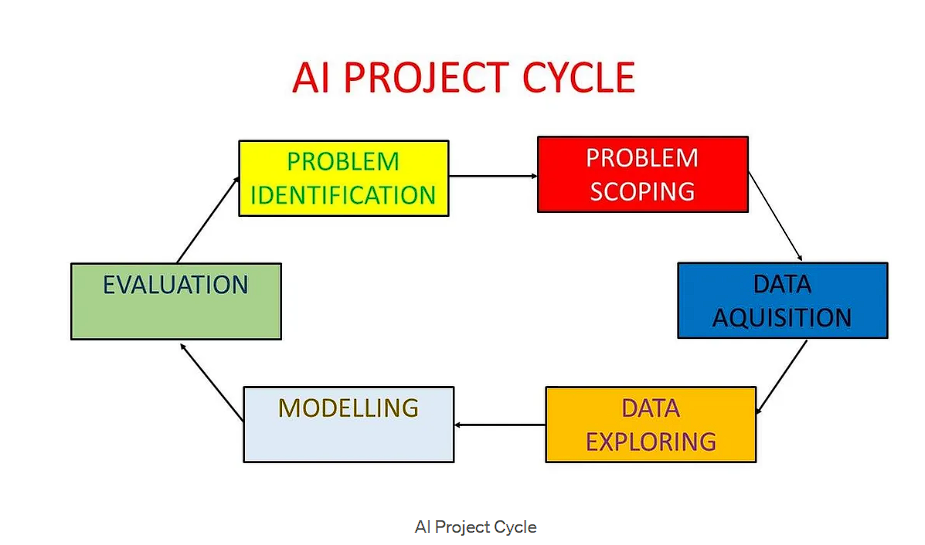 AI PROJECT CYCLE
PROBLEM
IDENTIFICATION
PROBLEM
SCOPING
DATA
AQUISITION
DATA
EXPLORING
MODELLING
EVALUATION
AI Project Cycle